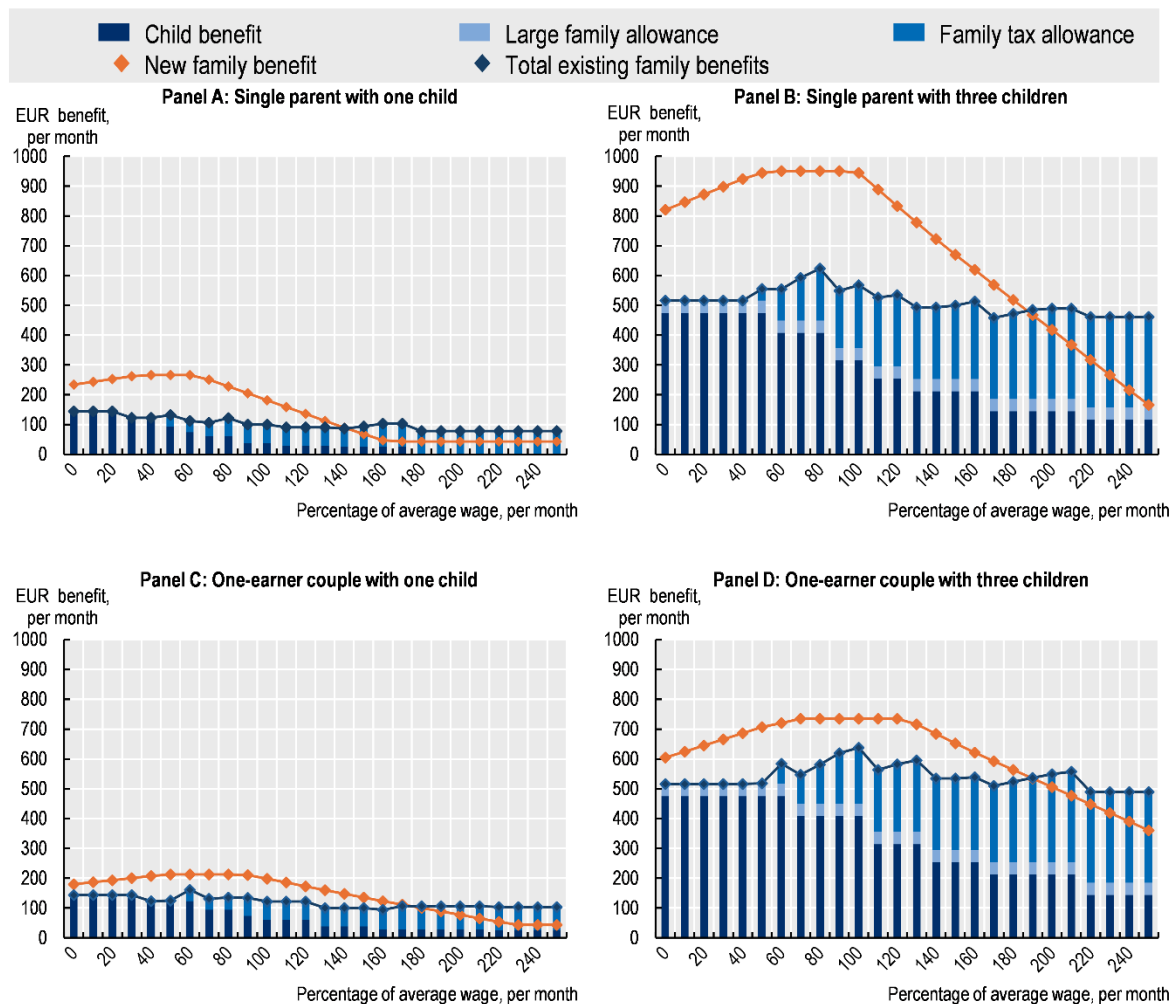 Child benefit Large family allowance Family tax allowance
New family benefit Total existing family benefits
Panel A: Single parent with one child
EUR benefit,
per month
1000
900
800
700
600
500
400
300
200
100
0
0 20 40 60 80 100 120 140 160 180 200 220 240
Percentage of average wage, per month
Panel B: Single parent with three children
EUR benefit,
per month
1000
900
800
700
600
500
400
300
200
100
0
0 20 40 60 80 100 120 140 160 180 200 220 240
Percentage of average wage, per month
Panel C: One-earner couple with one child
EUR benefit,
per month
1000
900
800
700
600
500
400
300
200
100
0
0 20 40 60 80 100 120 140 160 180 200 220 240
Percentage of average wage, per month
Panel D: One-earner couple with three children
EUR benefit,
per month
1000
900
800
700
600
500
400
300
200
100
0
0 20 40 60 80 100 120 140 160 180 200 220 240
Percentage of average wage, per month